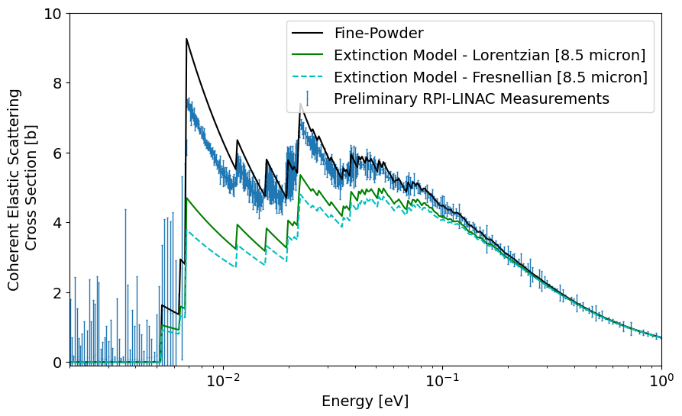 Coherent Elastic Scattering
Cross Section [b]
10
8
6
4
2
0
Fine-Powder
Extinction Model - Lorentzian [8.5 micron]
Extinction Model - Fresnellian [8.5 micron]
Preliminary RPI-LINAC Measurements
10⁻²
10⁻¹
10⁰
Energy [eV]